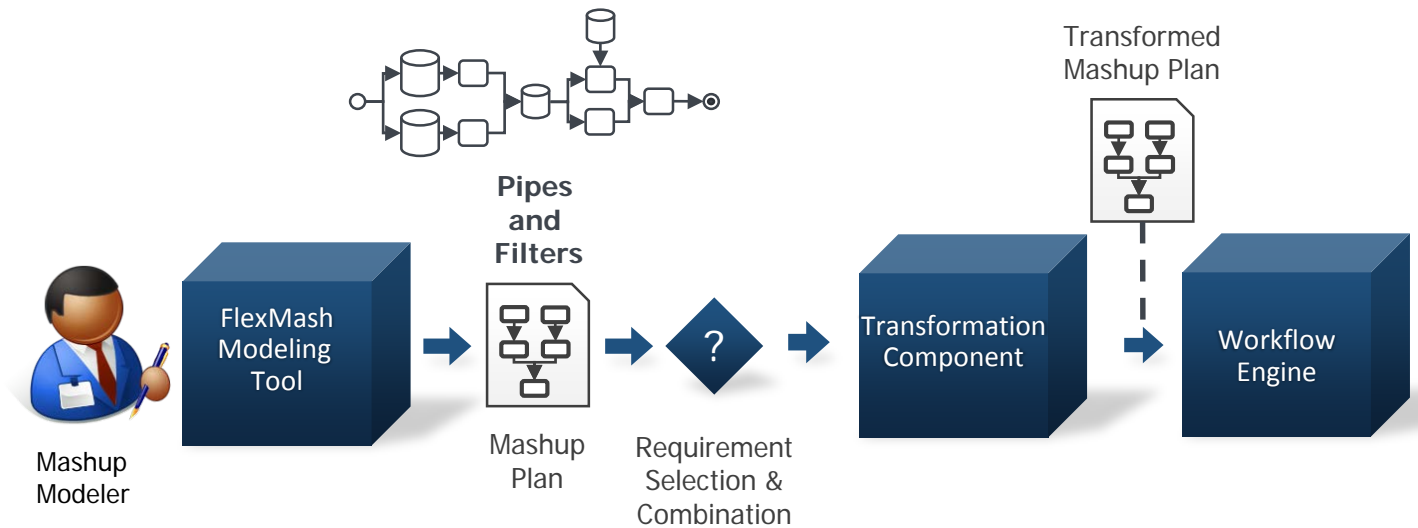 Transformed
Mashup Plan
Pipes
and
Filters
FlexMash
Modeling
Tool
?
Transformation
Component
Workflow
Engine
Mashup
Modeler
Mashup
Plan
Requirement
Selection &
Combination